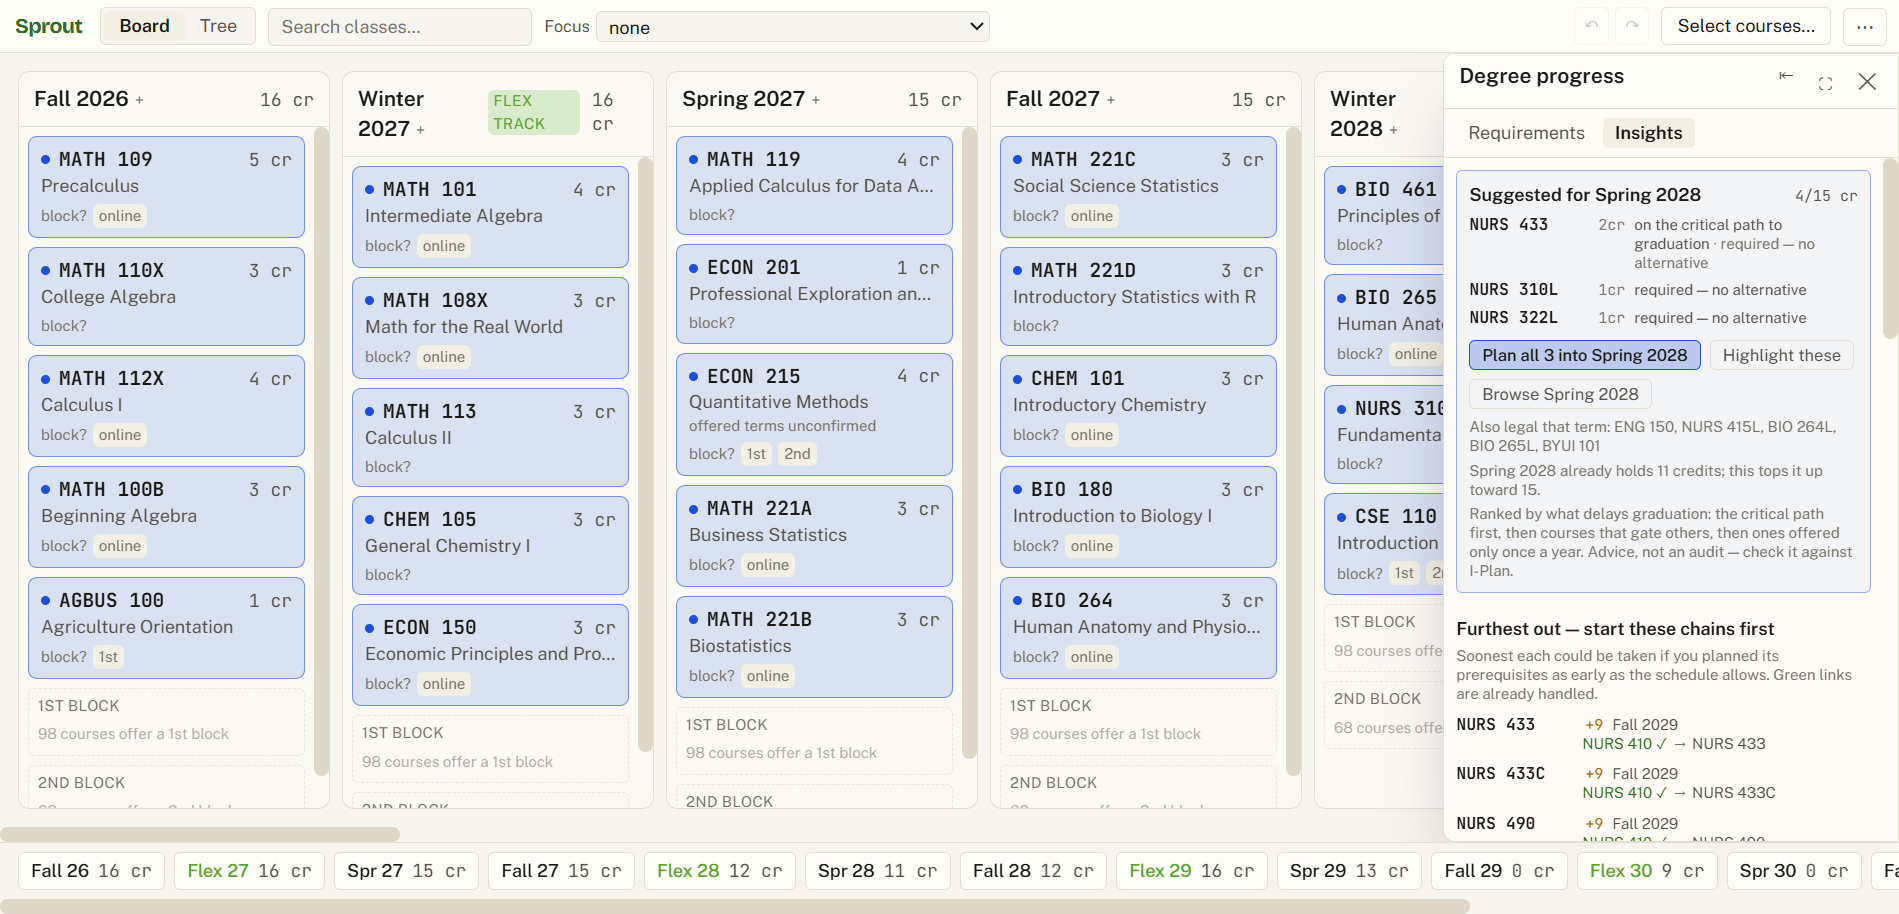 Sprout
Board
Tree
Search classes...
Focus
none
Select courses...
Fall 2026 +
16 cr
MATH 109
5 cr
Precalculus
block? online
MATH 110X
3 cr
College Algebra
block?
MATH 112X
4 cr
Calculus I
block? online
MATH 100B
3 cr
Beginning Algebra
block? online
AGBUS 100
1 cr
Agriculture Orientation
block? 1st
1ST BLOCK
98 courses offer a 1st block
2ND BLOCK
Winter
2027 +
FLEX
TRACK
16
cr
MATH 101
4 cr
Intermediate Algebra
block? online
MATH 108X
3 cr
Math for the Real World
block? online
MATH 113
3 cr
Calculus II
block?
CHEM 105
3 cr
General Chemistry I
block?
ECON 150
3 cr
Economic Principles and Pro...
block? online
1ST BLOCK
98 courses offer a 1st block
2ND BLOCK
Spring 2027 +
15 cr
MATH 119
4 cr
Applied Calculus for Data A...
block?
ECON 201
1 cr
Professional Exploration an...
block?
ECON 215
4 cr
Quantitative Methods
offered terms unconfirmed
block? 1st 2nd
MATH 221A
3 cr
Business Statistics
block? online
MATH 221B
3 cr
Biostatistics
block? online
1ST BLOCK
98 courses offer a 1st block
2ND BLOCK
Fall 2027 +
15 cr
MATH 221C
3 cr
Social Science Statistics
block? online
MATH 221D
3 cr
Introductory Statistics with R
block?
CHEM 101
3 cr
Introductory Chemistry
block? online
BIO 180
3 cr
Introduction to Biology I
block? online
BIO 264
3 cr
Human Anatomy and Physio...
block? online
1ST BLOCK
98 courses offer a 1st block
2ND BLOCK
Winter
2028 +
BIO 461
Principles of
block?
BIO 265
Human Anat
block? online
NURS 310
Fundamenta
block?
CSE 110
Introduction
block? 1st
1ST BLOCK
98 courses offe
2ND BLOCK
68 courses offe
Degree progress
Requirements
Insights
Suggested for Spring 2028
4/15 cr
NURS 433
2cr
on the critical path to
graduation · required — no
alternative
NURS 310L
1cr
required — no alternative
NURS 322L
1cr
required — no alternative
Plan all 3 into Spring 2028
Highlight these
Browse Spring 2028
Also legal that term: ENG 150, NURS 415L, BIO 264L,
BIO 265L, BYUI 101
Spring 2028 already holds 11 credits; this tops it up
toward 15.
Ranked by what delays graduation: the critical path
first, then courses that gate others, then ones offered
only once a year. Advice, not an audit — check it against
I-Plan.
Furthest out — start these chains first
Soonest each could be taken if you planned its
prerequisites as early as the schedule allows. Green links
are already handled.
NURS 433
+9 Fall 2029
NURS 410 ✓ → NURS 433
NURS 433C
+9 Fall 2029
NURS 410 ✓ → NURS 433C
NURS 490
+9 Fall 2029
NURS 410 ✓ → NURS 490
Fall 26 16 cr
Flex 27 16 cr
Spr 27 15 cr
Fall 27 15 cr
Flex 28 12 cr
Spr 28 11 cr
Fall 28 12 cr
Flex 29 16 cr
Spr 29 13 cr
Fall 29 0 cr
Flex 30 9 cr
Spr 30 0 cr